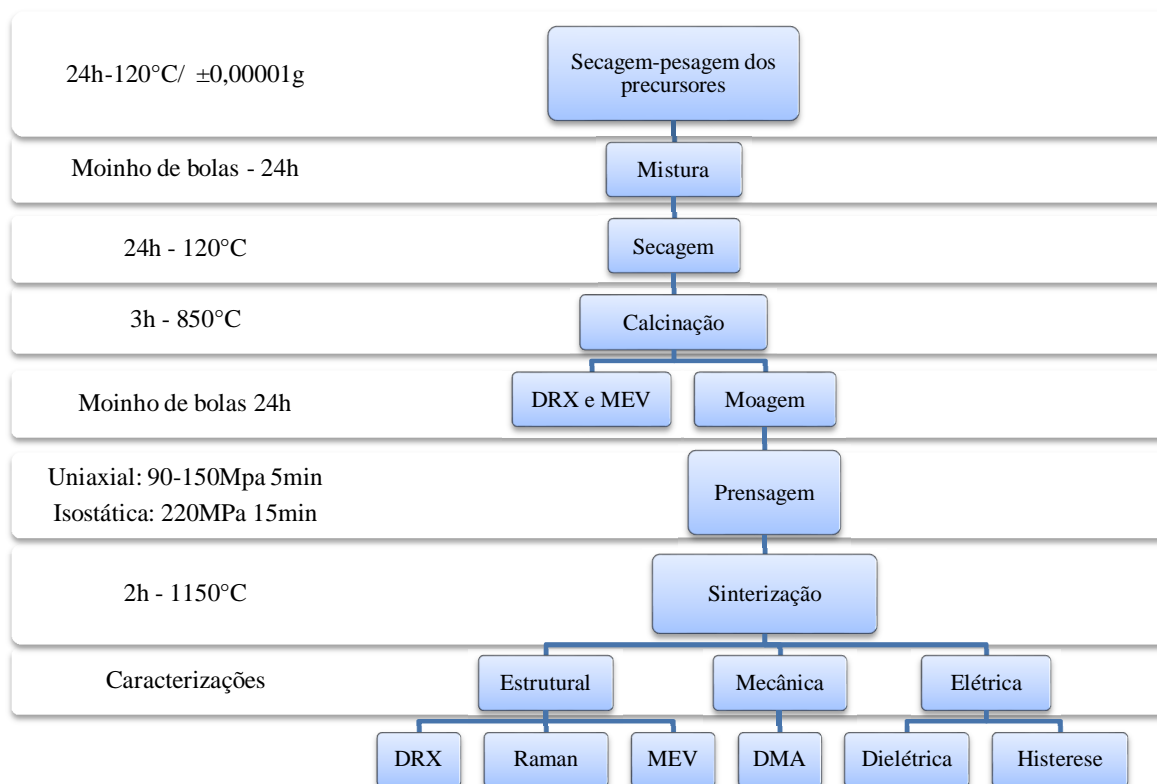 24h-120°C/ ±0,00001g
Secagem-pesagem dos
precursores
Moinho de bolas - 24h
Mistura
24h - 120°C
Secagem
3h - 850°C
Calcinação
Moinho de bolas 24h
DRX e MEV
Moagem
Uniaxial: 90-150Mpa 5min
Isostática: 220MPa 15min
Prensagem
2h - 1150°C
Sinterização
Caracterizações
Estrutural
Mecânica
Elétrica
DRX
Raman
MEV
DMA
Dielétrica
Histerese